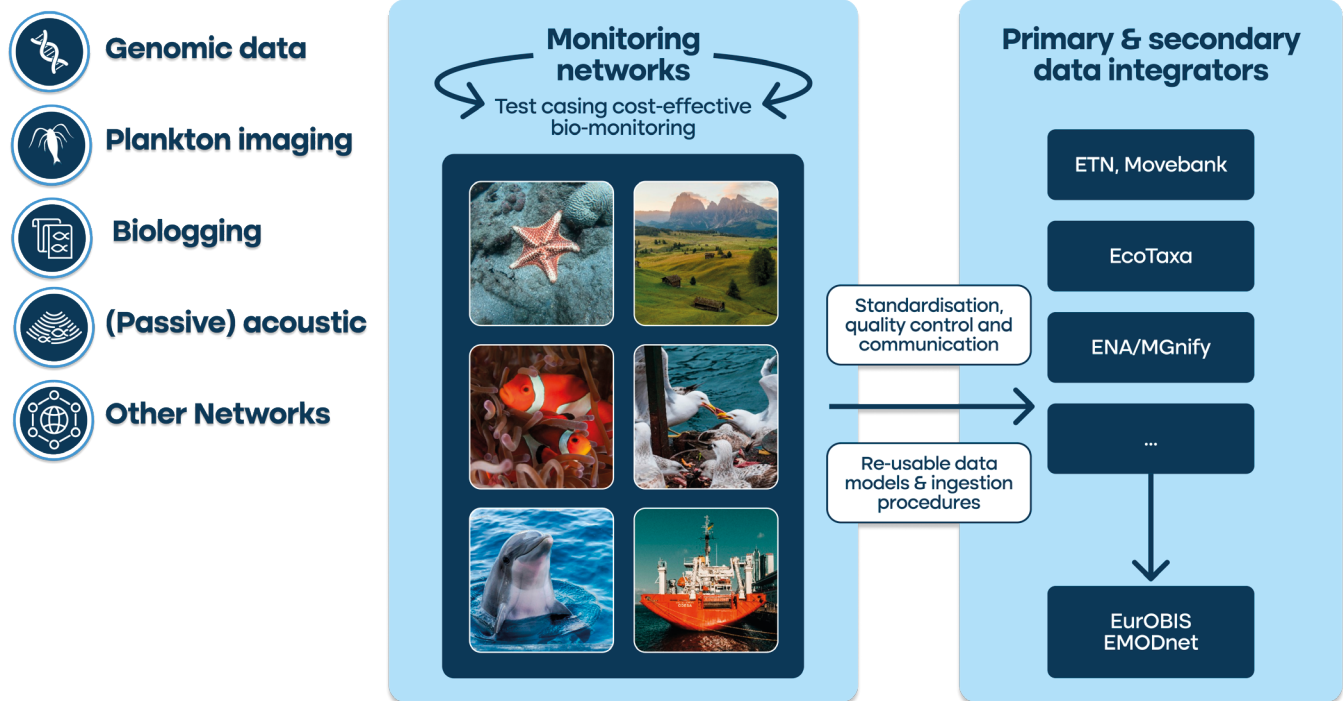 Genomic data
Plankton imaging
Biologging
(Passive) acoustic
Other Networks
Monitoring
networks
Test casing cost-effective
bio-monitoring
Standardisation,
quality control and
communication
Re-usable data
models & ingestion
procedures
Primary & secondary
data integrators
ETN, Movebank
EcoTaxa
ENA/MGnify
...
EurOBIS
EMODnet